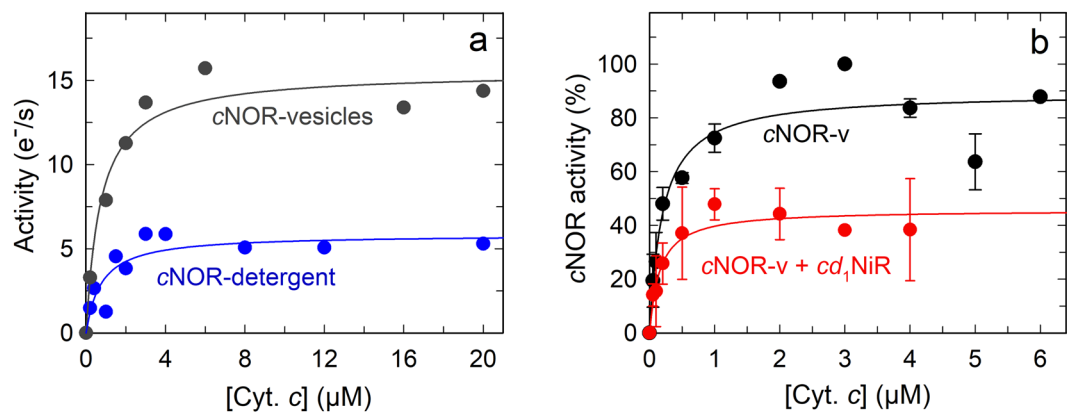 a
Activity (e⁻/s)
20
15
10
5
0
cNOR-vesicles
cNOR-detergent
0 4 8 12 16 20
[Cyt. c] (µM)
b
cNOR activity (%)
100
80
60
40
20
0
cNOR-v
cNOR-v + cd₁NiR
0 1 2 3 4 5 6
[Cyt. c] (µM)